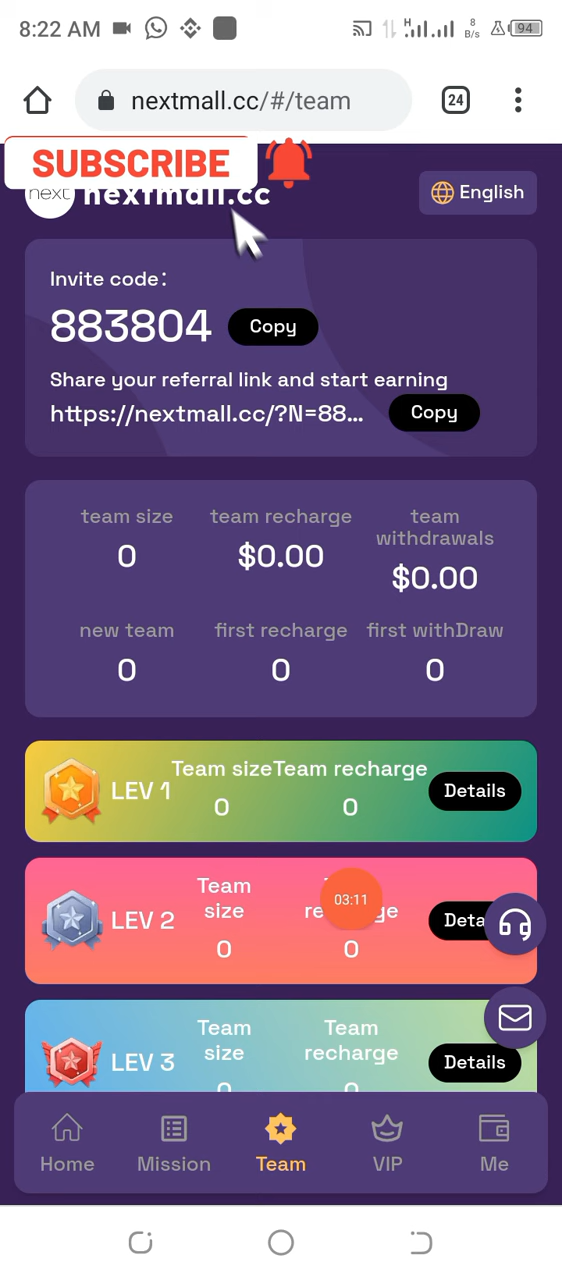 8:22 AM
8
B/s
H
94
nextmall.cc/#/team
24
SUBSCRIBE
next nextmall.cc
English
Invite code:
883804 Copy
Share your referral link and start earning
https://nextmall.cc/?N=88... Copy
team size team recharge team
withdrawals
0 $0.00 $0.00
new team first recharge first withDraw
0 0 0
LEV 1 Team sizeTeam recharge Details
0 0
LEV 2 Team
size
0 0
03:11
LEV 3 Team Team
size recharge
Details
Home Mission Team VIP Me